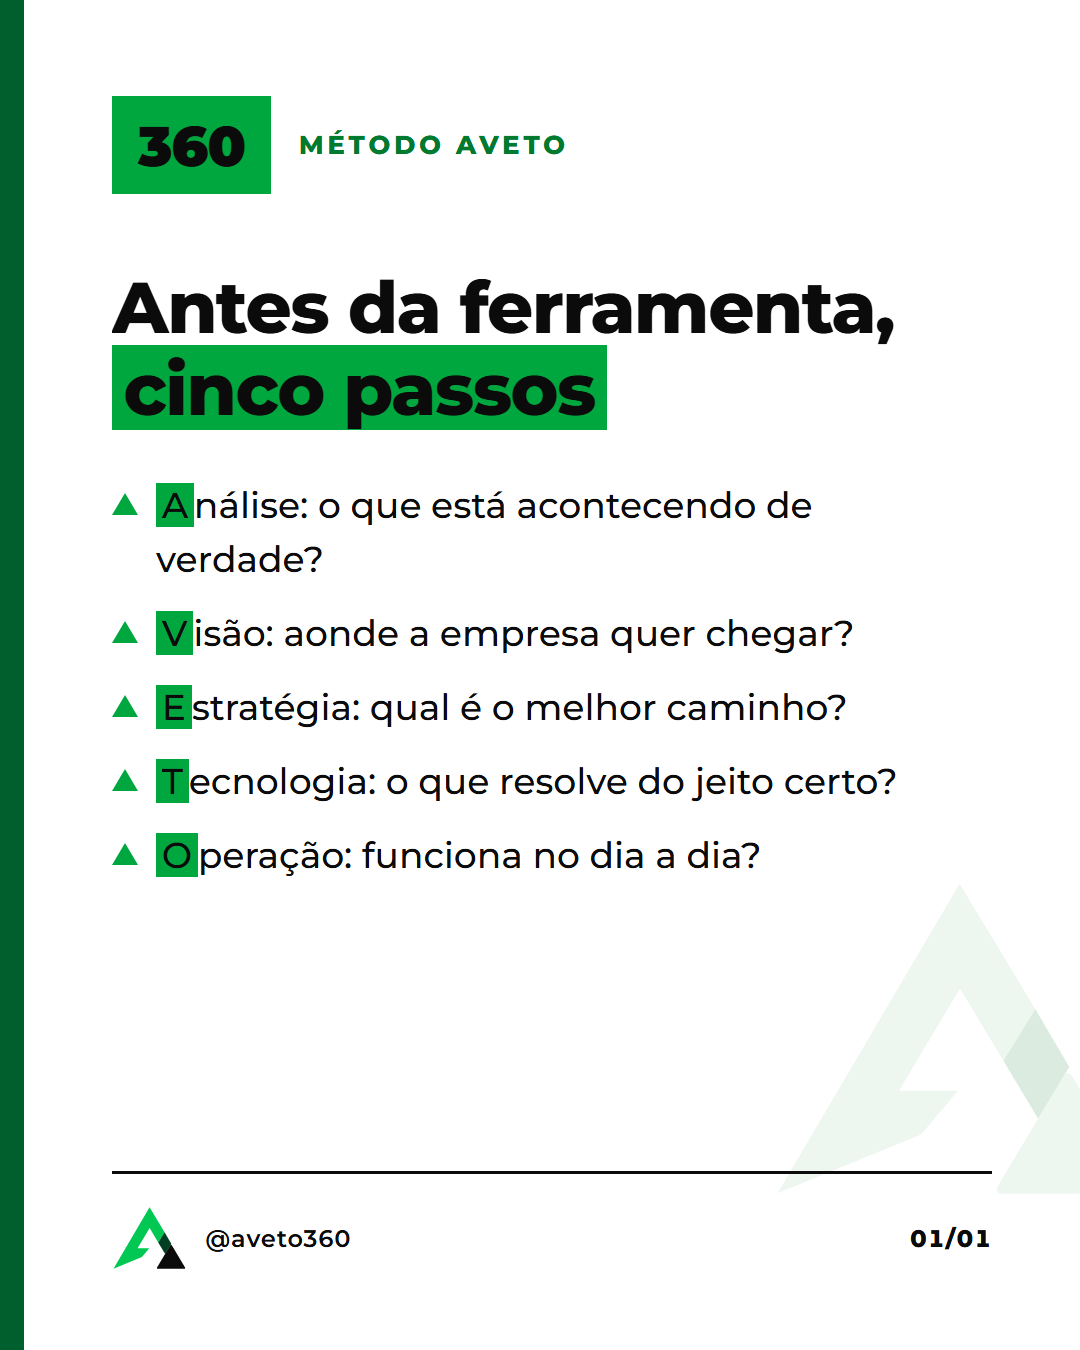 360
MÉTODO AVETO
Antes da ferramenta,
cinco passos
Análise: o que está acontecendo de
verdade?
Visão: aonde a empresa quer chegar?
Estratégia: qual é o melhor caminho?
Tecnologia: o que resolve do jeito certo?
Operação: funciona no dia a dia?
@aveto360
01/01